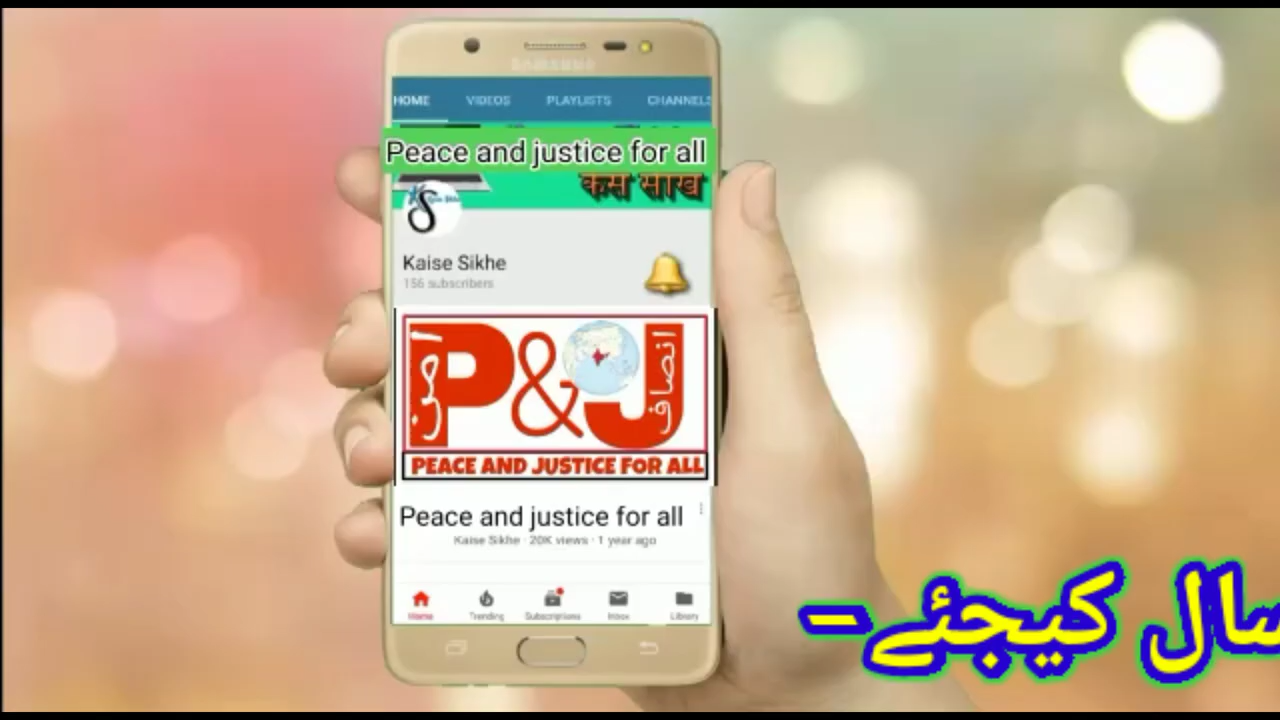 SAMSUNG
HOME VIDEOS PLAYLISTS CHANNELS
Peace and justice for all
कैसे सीखे
Kaise Sikhe
156 subscribers
امن P&J انصاف
PEACE AND JUSTICE FOR ALL
Peace and justice for all
Kaise Sikhe · 20K views · 1 year ago
Home Trending Subscriptions Inbox Library
کیجئے-